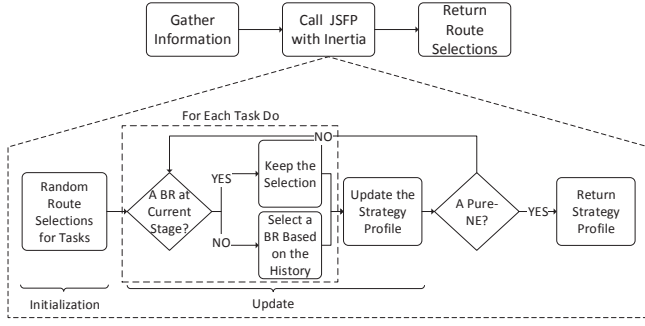 Gather
Information
Call JSFP
with Inertia
Return
Route
Selections
For Each Task Do
NO
Random
Route
Selections
for Tasks
A BR at
Current
Stage?
YES
NO
Keep the
Selection
Select a
BR Based
on the
History
Update the
Strategy
Profile
A Pure-
NE?
YES
Return
Strategy
Profile
Initialization
Update